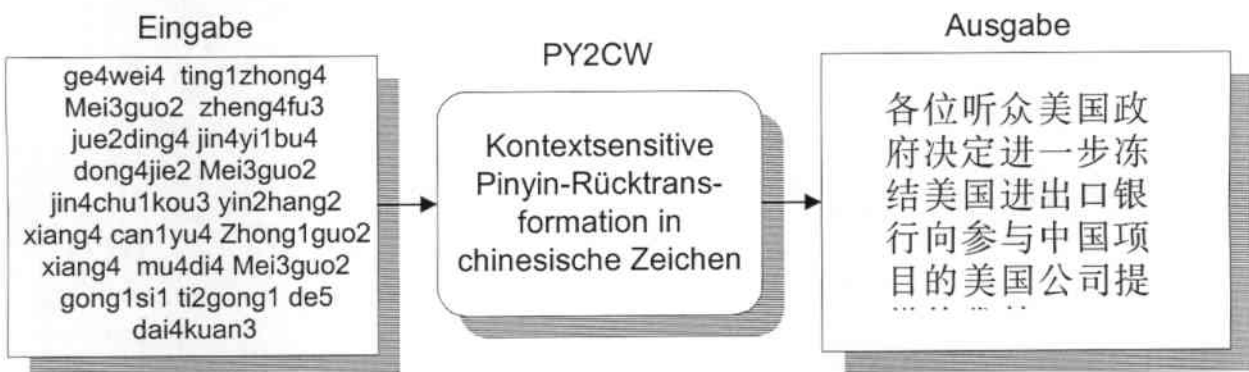 Eingabe
ge4wei4 ting1zhong4
Mei3guo2 zheng4fu3
jue2ding4 jin4yi1bu4
dong4jie2 Mei3guo2
jin4chu1kou3 yin2hang2
xiang4 can1yu4 Zhong1guo2
xiang4 mu4di4 Mei3guo2
gong1si1 ti2gong1 de5
dai4kuan3
PY2CW
Kontextsensitive
Pinyin-Rücktrans-
formation in
chinesische Zeichen
Ausgabe
各位听众美国政
府决定进一步冻
结美国进出口银
行向参与中国项
目的美国公司提